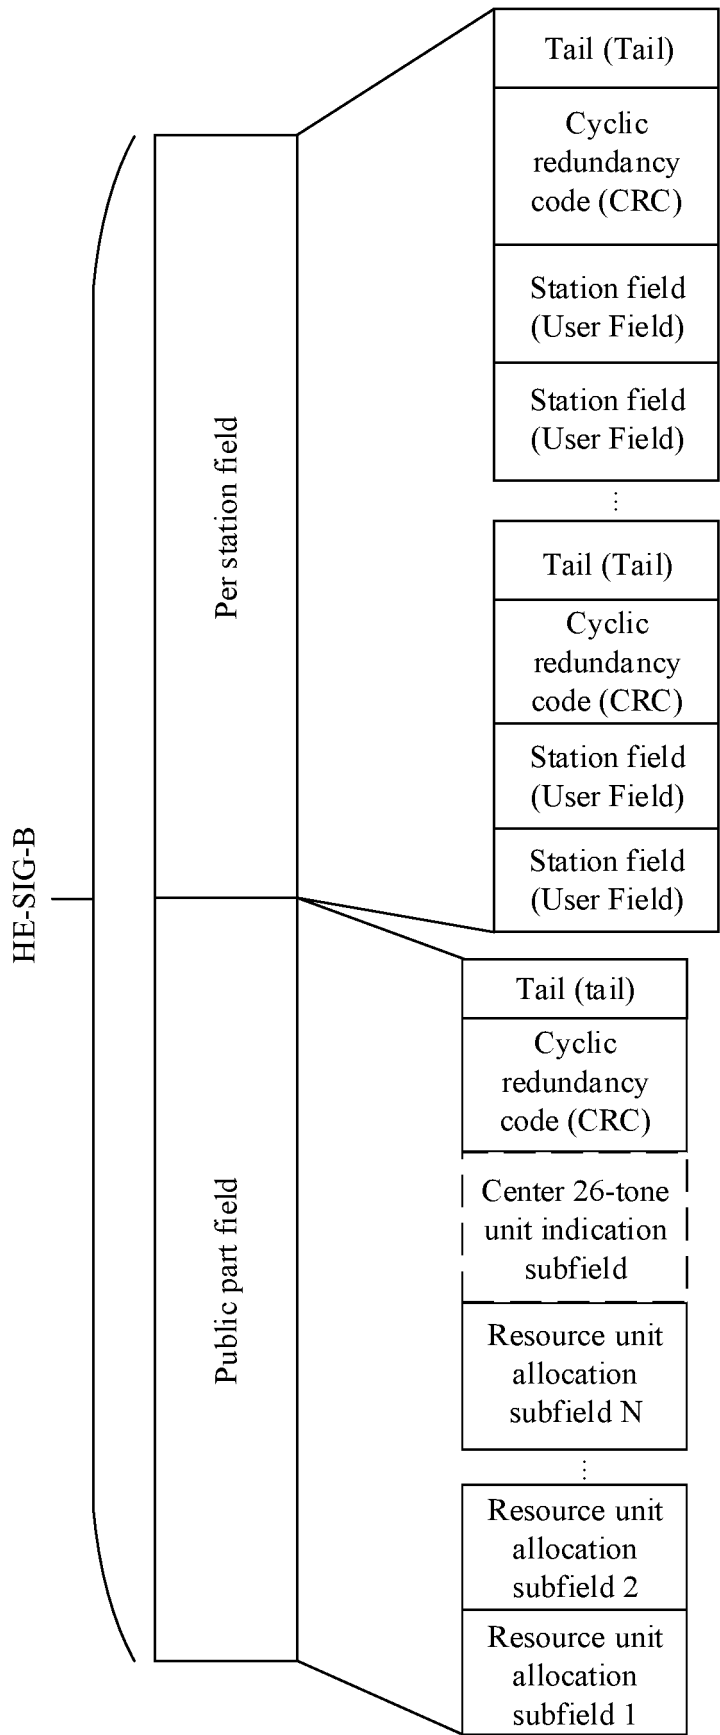 HE-SIG-B
Per station field
Public part field
Tail (Tail)
Cyclic
redundancy
code (CRC)
Station field
(User Field)
Station field
(User Field)
⋮
Tail (Tail)
Cyclic
redundancy
code (CRC)
Station field
(User Field)
Station field
(User Field)
Tail (tail)
Cyclic
redundancy
code (CRC)
Center 26-tone
unit indication
subfield
Resource unit
allocation
subfield N
⋮
Resource unit
allocation
subfield 2
Resource unit
allocation
subfield 1